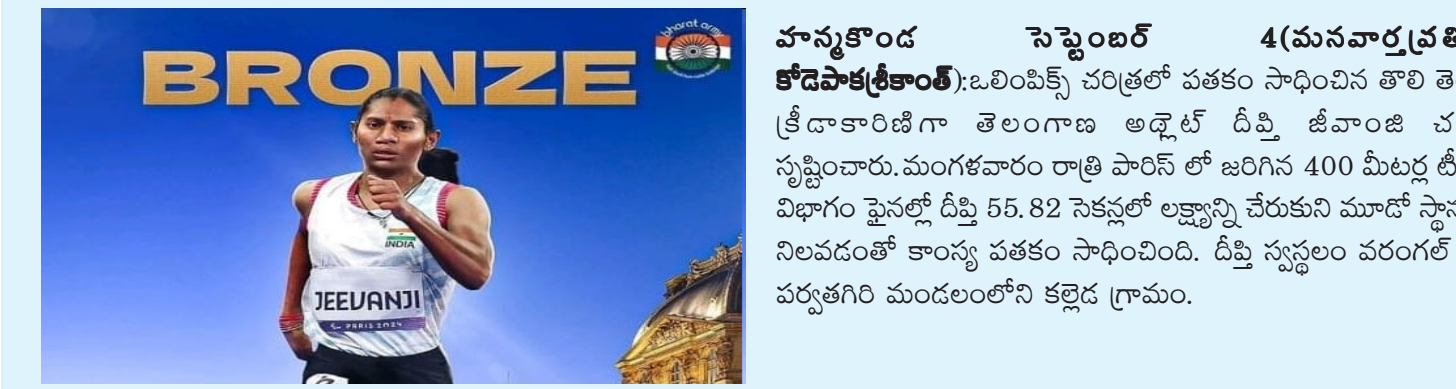 bharat army
BRONZE
INDIA
JEEVANJI
PARIS 2024
హన్మకొండ సెప్టెంబర్ 4(మనవార్త
కోడెపాకశ్రీకాంత్):ఒలింపిక్స్ చరిత్రలో పతకం సాధించిన తొలి
క్రీడాకారిణిగా తెలంగాణ అథ్లెట్ దీప్తి జీవాంజి
సృష్టించారు.మంగళవారం రాత్రి పారిస్ లో జరిగిన 400 మీటర్ల
విభాగం ఫైనల్లో దీప్తి 55.82 సెకన్లలో లక్ష్యాన్ని చేరుకుని మూడో
నిలవడంతో కాంస్య పతకం సాధించింది. దీప్తి స్వస్థలం వరంగల్
పర్వతగిరి మండలంలోని కల్లెడ గ్రామం.